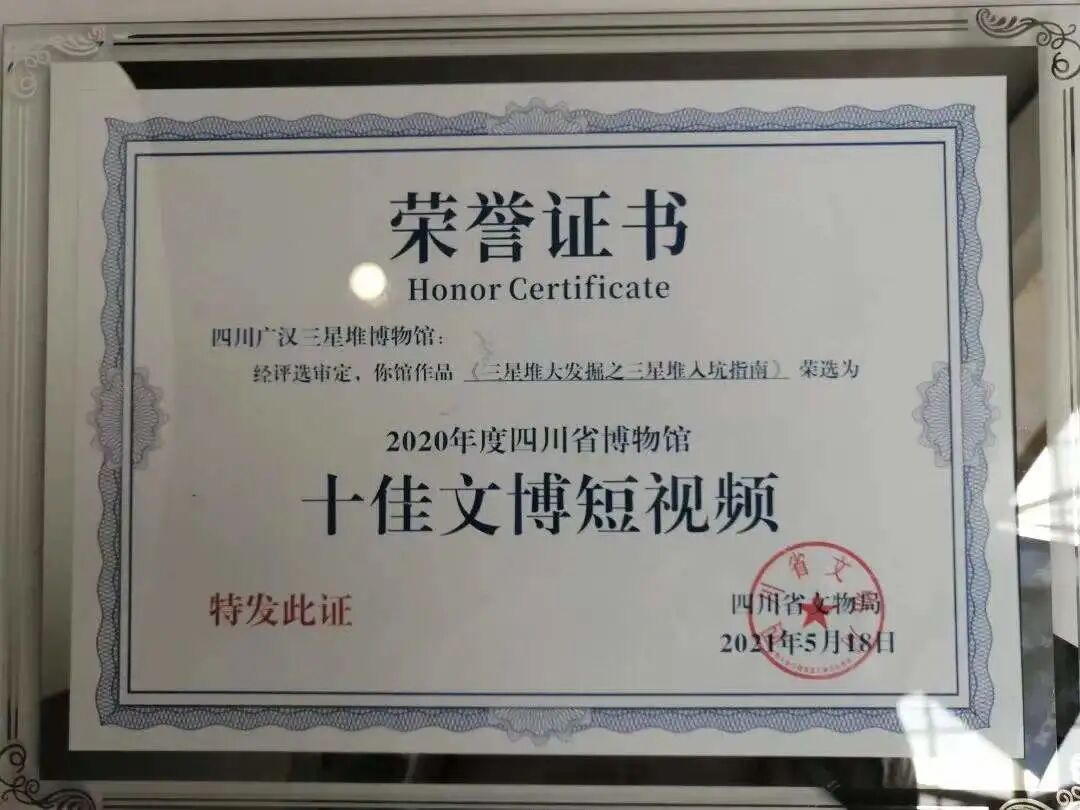 荣誉证书
Honor Certificate
四川广汉三星堆博物馆：
经评选审定，你馆作品《三星堆大发掘之三星堆入坑指南》荣选为
2020年度四川省博物馆
十佳文博短视频
特发此证
四川省文物局
2021年5月18日